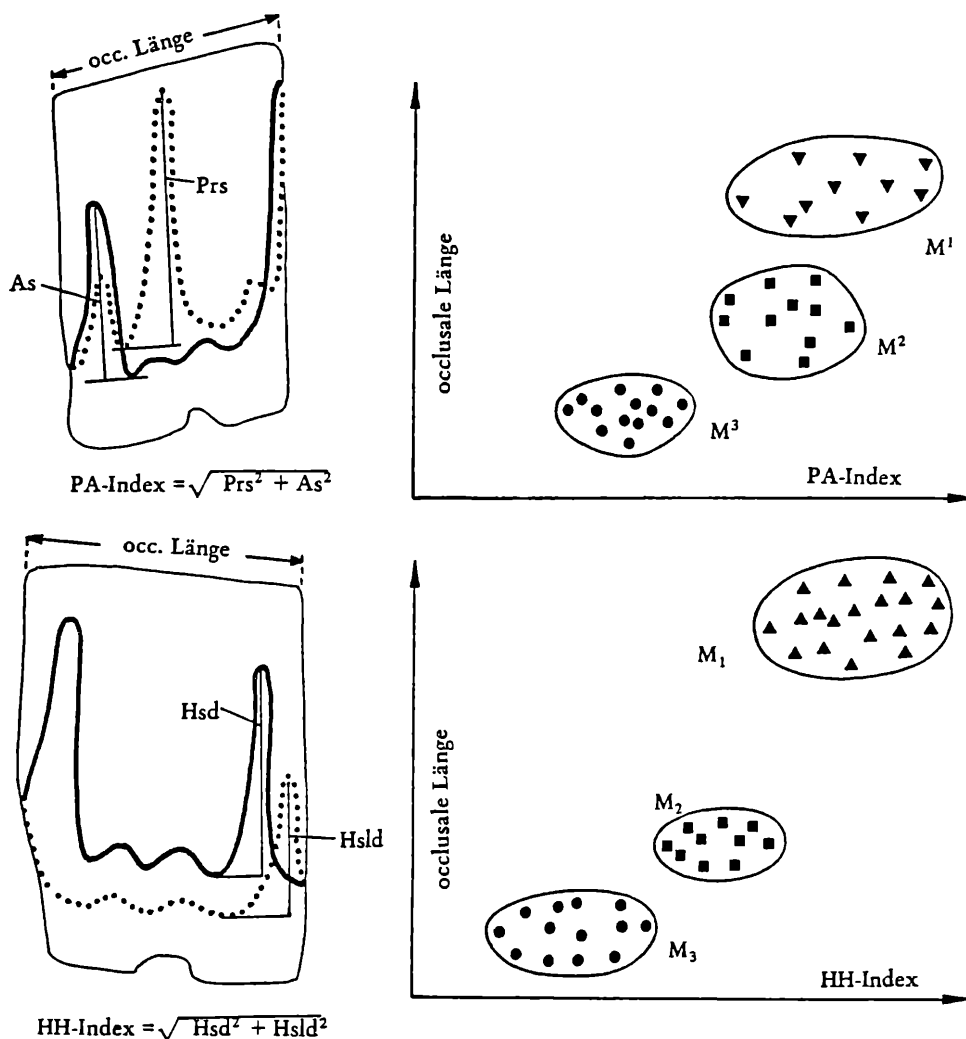 occ. Länge
Prs
As
PA-Index = √Prs² + As²
occlusale Länge
M¹
M²
M³
PA-Index
occ. Länge
Hsd
Hsld
HH-Index = √Hsd² + Hsld²
occlusale Länge
M₁
M₂
M₃
HH-Index